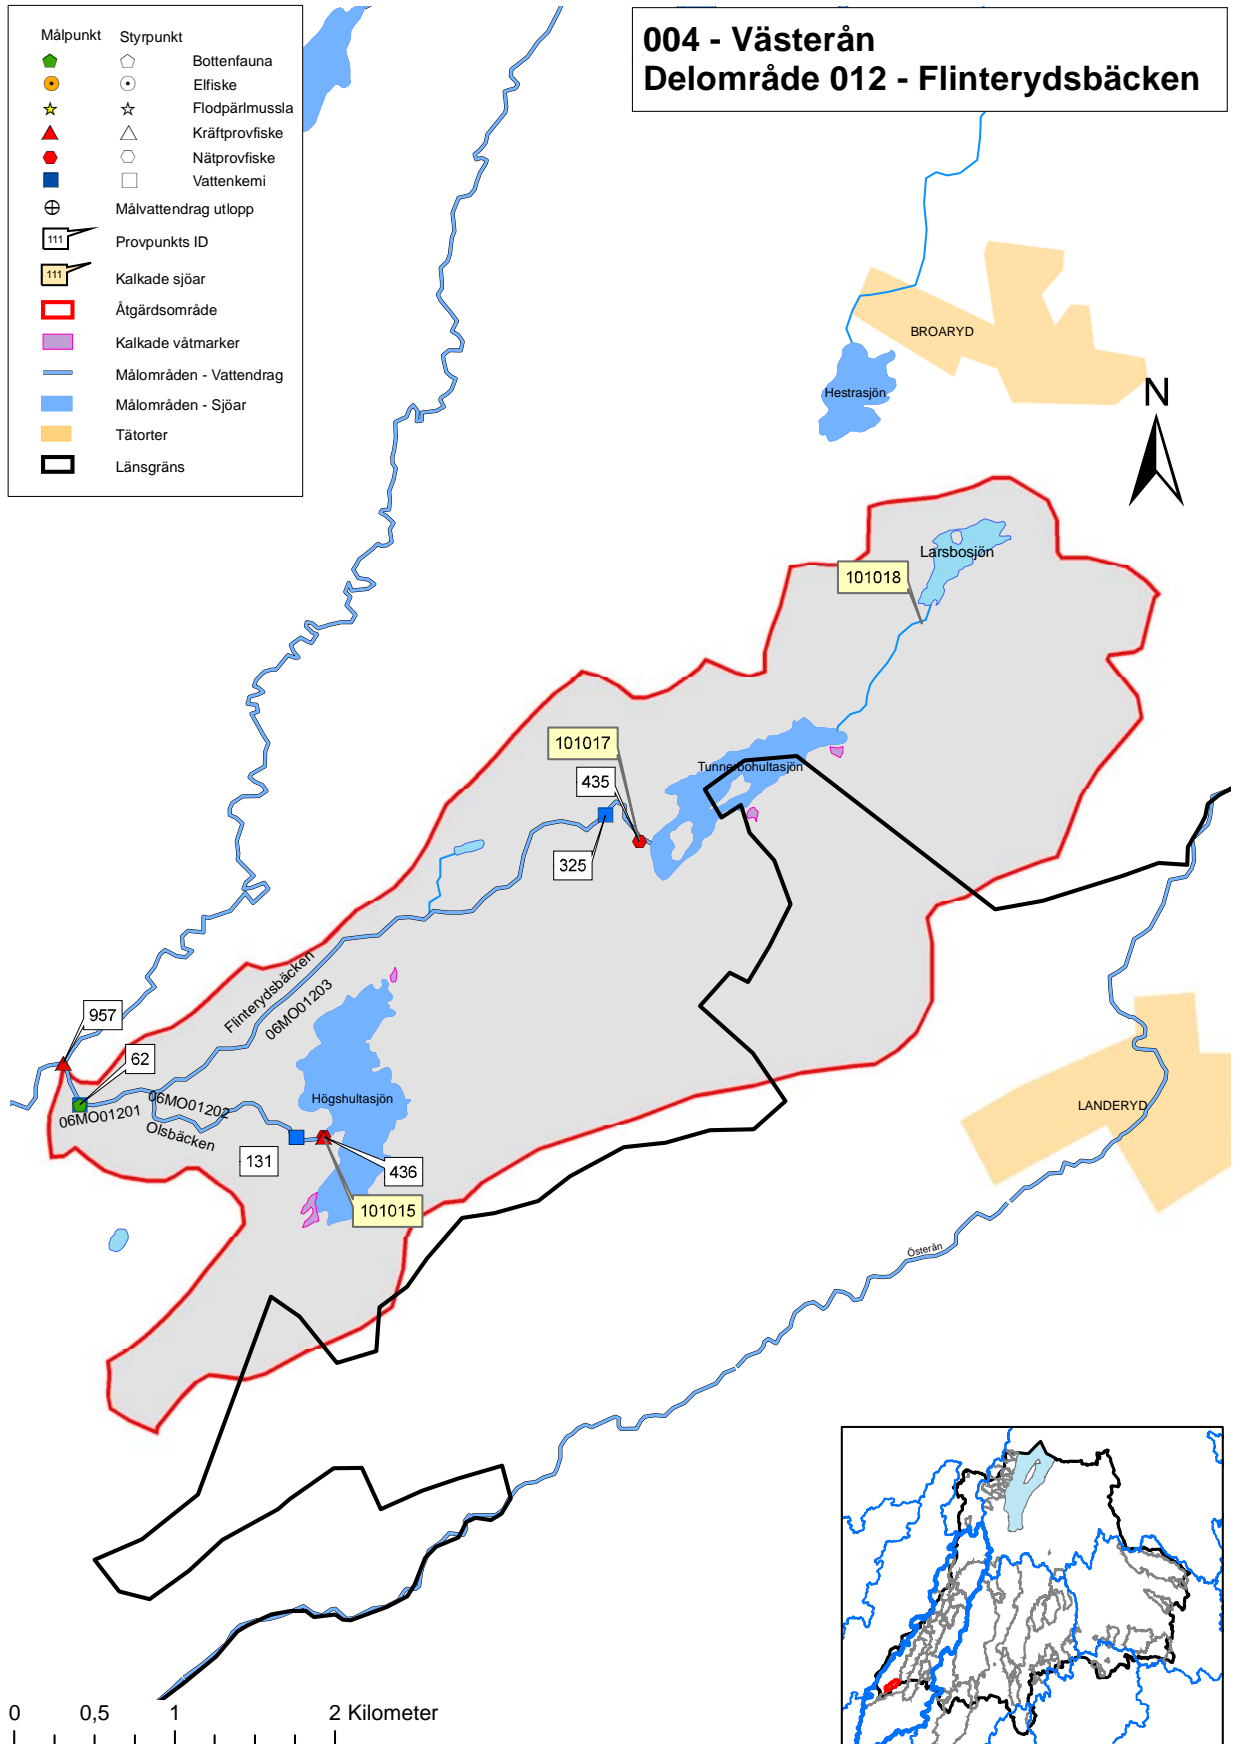 004 - Västerån
Delområde 012 - Flinterydsbäcken
Målpunkt Styrpunkt
Bottenfauna
Elfiske
Flodpärlmussla
Kräftprovfiske
Nätprovfiske
Vattenkemi
Målvattendrag utlopp
111 Provpunkts ID
111 Kalkade sjöar
Åtgärdsområde
Kalkade våtmarker
Målområden - Vattendrag
Målområden - Sjöar
Tätorter
Länsgräns
BROARYD
Hestrasjön
N
Larsbosjön
101018
101017
Tunnerbohultasjön
435
325
Flinterydsbäcken
06MO01203
957
62
Högshultasjön
06MO01202
06MO01201
Olsbäcken
LANDERYD
131
436
101015
Österån
0 0,5 1 2 Kilometer